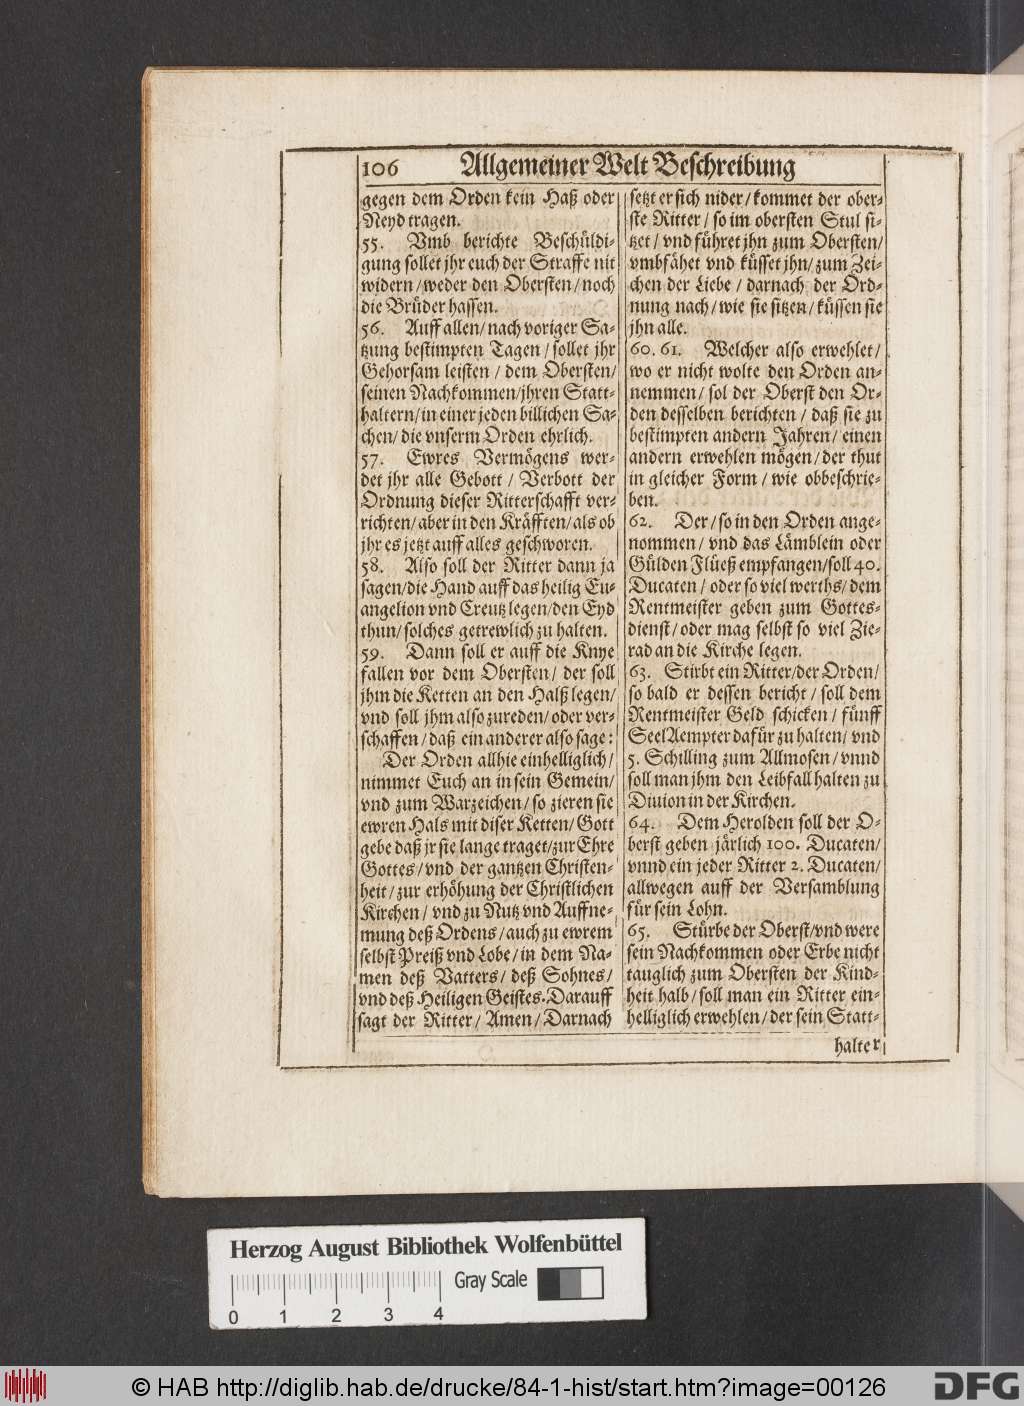 106 Allgemeiner Welt Beschreibung
gegen dem Orden kein Haß oder
Neyd tragen.
55. Vmb berichte Beschüldi-
gung sollet jhr euch der Straffe nit
widern/weder den Obersten/noch
die Brüder hassen.
56. Auff allen/nach voriger Sa-
tzung bestimpten Tagen/sollet jhr
Gehorsam leisten/dem Obersten/
seinen Nachkommen/jhren Statt-
haltern/in einer jeden billichen Sa-
chen/die vnserm Orden ehrlich.
57. Ewres Vermögens wer-
det jhr alle Gebott/Verbott der
Ordnung dieser Ritterschafft ver-
richten/aber in den Kräfften/als ob
jhr es jetzt auff alles geschworen.
58. Also soll der Ritter dann ja
sagen/die Hand auff das heilig Eu-
angelion vnd Creutz legen/den Eyd
thun/solches getrewlich zu halten.
59. Dann soll er auff die Knye
fallen vor dem Obersten/der soll
jhm die Ketten an den Halß legen/
vnd soll jhm also zureden/oder ver-
schaffen/daß ein anderer also sage:
Der Orden allhie einhelliglich/
nimmet Euch an in sein Gemein/
vnd zum Warzeichen/so zieren sie
ewren Hals mit diser Ketten/Gott
gebe daß jr sie lange traget/zur Ehre
Gottes/vnd der gantzen Christen-
heit/zur erhöhung der Christlichen
Kirchen/vnd zu Nutz vnd Auffne-
mung deß Ordens/auch zu ewrem
selbst Preiß vnd Lobe/in dem Na-
men deß Vatters/deß Sohnes/
vnd deß Heiligen Geistes. Darauff
sagt der Ritter/Amen/Darnach
setzt er sich nider/kommet der ober-
ste Ritter/so im obersten Stul si-
tzet/vnd führet jhn zum Obersten/
vmbfähet vnd küsset jhn/zum Zei-
chen der Liebe/darnach der Ord-
nung nach/wie sie sitzen/küssen sie
jhn alle.
60. 61. Welcher also erwehlet/
wo er nicht wolte den Orden an-
nemmen/sol der Oberst den Or-
den desselben berichten/daß sie zu
bestimpten andern Jahren/einen
andern erwehlen mögen/der thut
in gleicher Form/wie obbeschrie-
ben.
62. Der/so in den Orden ange-
nommen/vnd das Lämblein oder
Gülden Flüeß empfangen/soll 40.
Ducaten/oder so viel werths/dem
Rentmeister geben zum Gottes-
dienst/oder mag selbst so viel Zie-
rad an die Kirche legen.
63. Stirbt ein Ritter/der Orden/
so bald er dessen bericht/soll dem
Rentmeister Geld schicken/fünff
SeelAempter dafür zu halten/vnd
5. Schilling zum Allmosen/vnnd
soll man jhm den Leibfall halten zu
Diuion in der Kirchen.
64. Dem Herolden soll der O-
berst geben järlich 100. Ducaten/
vnnd ein jeder Ritter 2. Ducaten/
allwegen auff der Versamblung
für sein Lohn.
65. Stürbe der Oberst/vnd were
sein Nachkommen oder Erbe nicht
tauglich zum Obersten der Kind-
heit halb/soll man ein Ritter ein-
helliglich erwehlen/der sein Statt-
halter
Herzog August Bibliothek Wolfenbüttel
Gray Scale
0 1 2 3 4
© HAB http://diglib.hab.de/drucke/84-1-hist/start.htm?image=00126
DFG